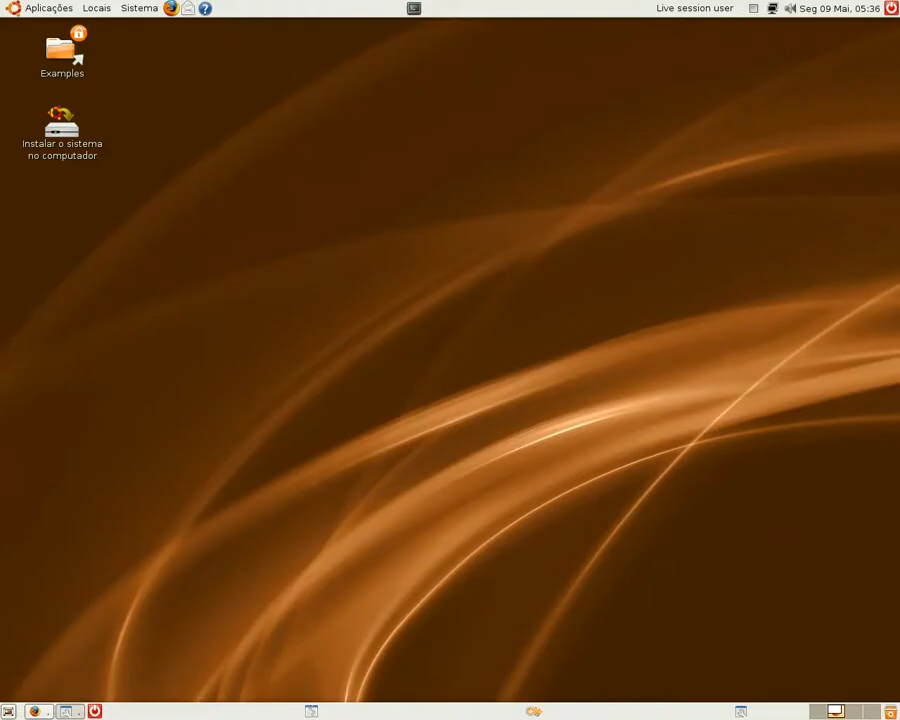 Aplicações Locais Sistema Live session user Seg 09 Mai, 05:36
Examples
Instalar o sistema
no computador